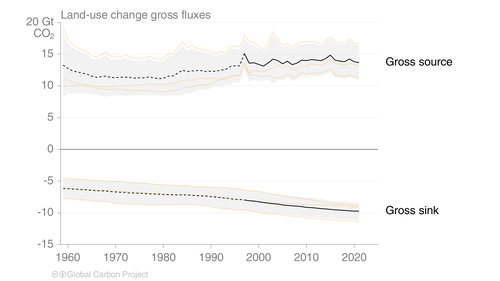 Land-use change gross fluxes
20 Gt
CO₂
15
10
5
0
-5
-10
-15
1960 1970 1980 1990 2000 2010 2020
Gross source
Gross sink
Global Carbon Project